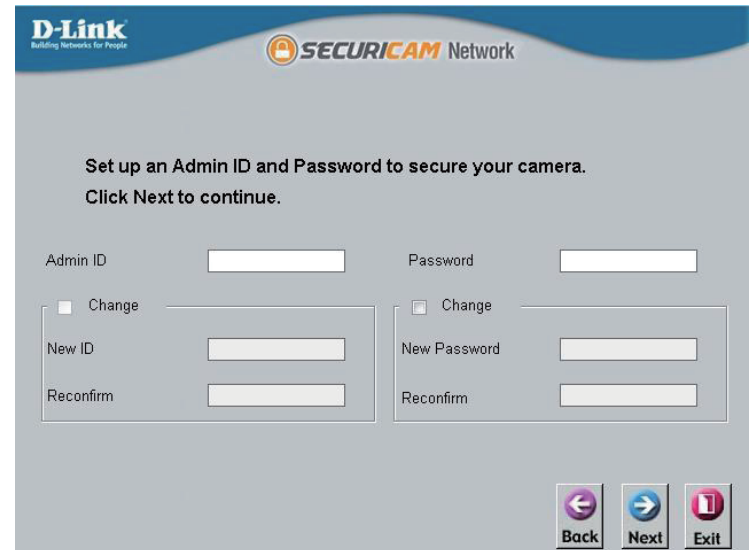 D-Link
Building Networks for People
SECURICAM Network
Set up an Admin ID and Password to secure your camera.
Click Next to continue.
Admin ID
Password
Change
Change
New ID
New Password
Reconfirm
Reconfirm
Back
Next
Exit